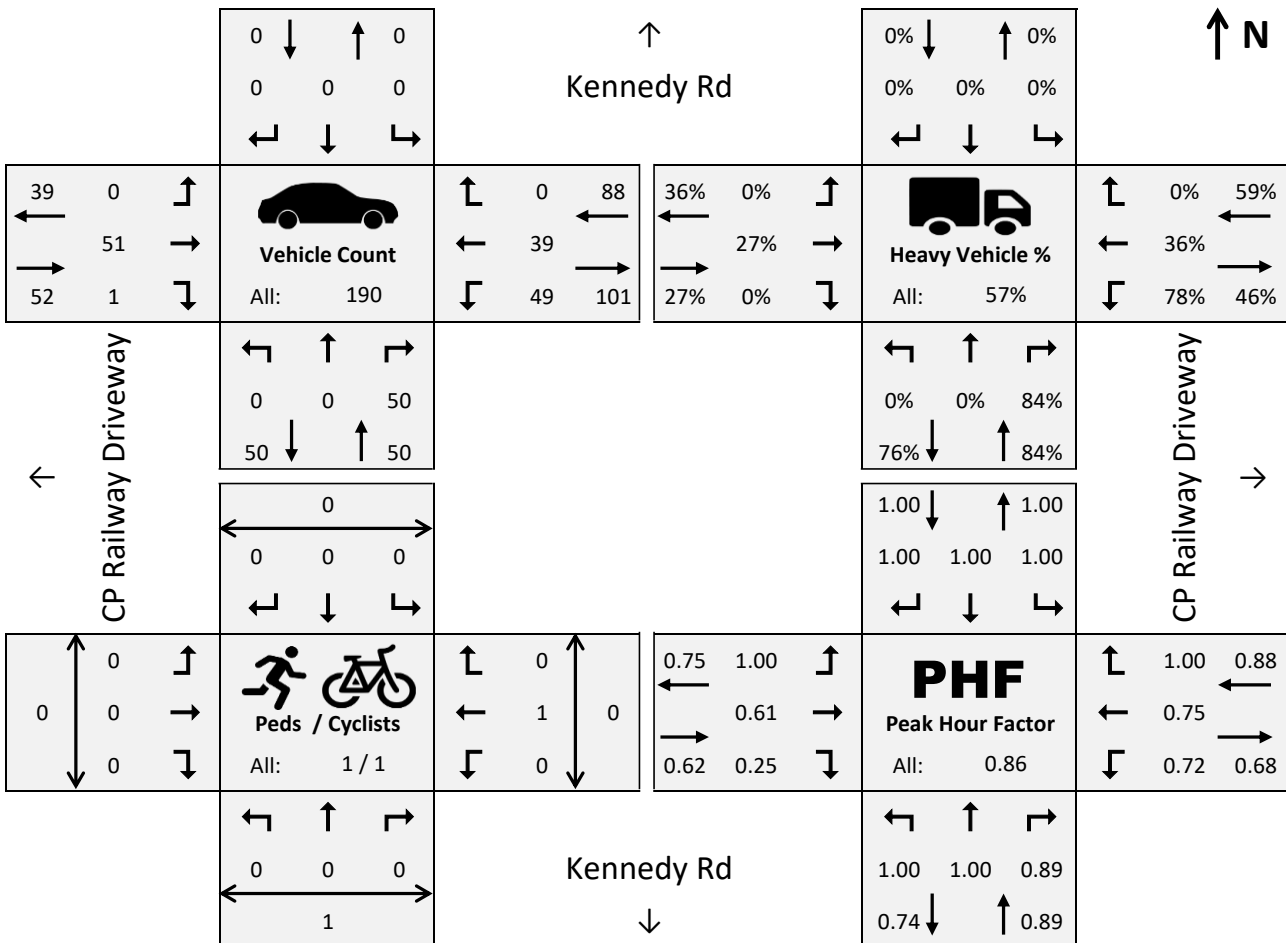 0 0 0% 0% N
Kennedy Rd
0 0 0 0% 0% 0%
39 0 0 88 36% 0% 0% 59%
51 Vehicle Count 39 27% Heavy Vehicle % 36%
52 1 All: 190 49 101 27% 0% All: 57% 78% 46%
CP Railway Driveway
CP Railway Driveway
0 0 50 0% 0% 84%
50 50 76% 84%
0 1.00 1.00
0 0 0 1.00 1.00 1.00
0 0 0.75 1.00 PHF 1.00 0.88
0 0 Peds / Cyclists 1 0 0.61 Peak Hour Factor 0.75
0 All: 1 / 1 0 0.62 0.25 All: 0.86 0.72 0.68
0 0 0 Kennedy Rd 1.00 1.00 0.89
1 0.74 0.89